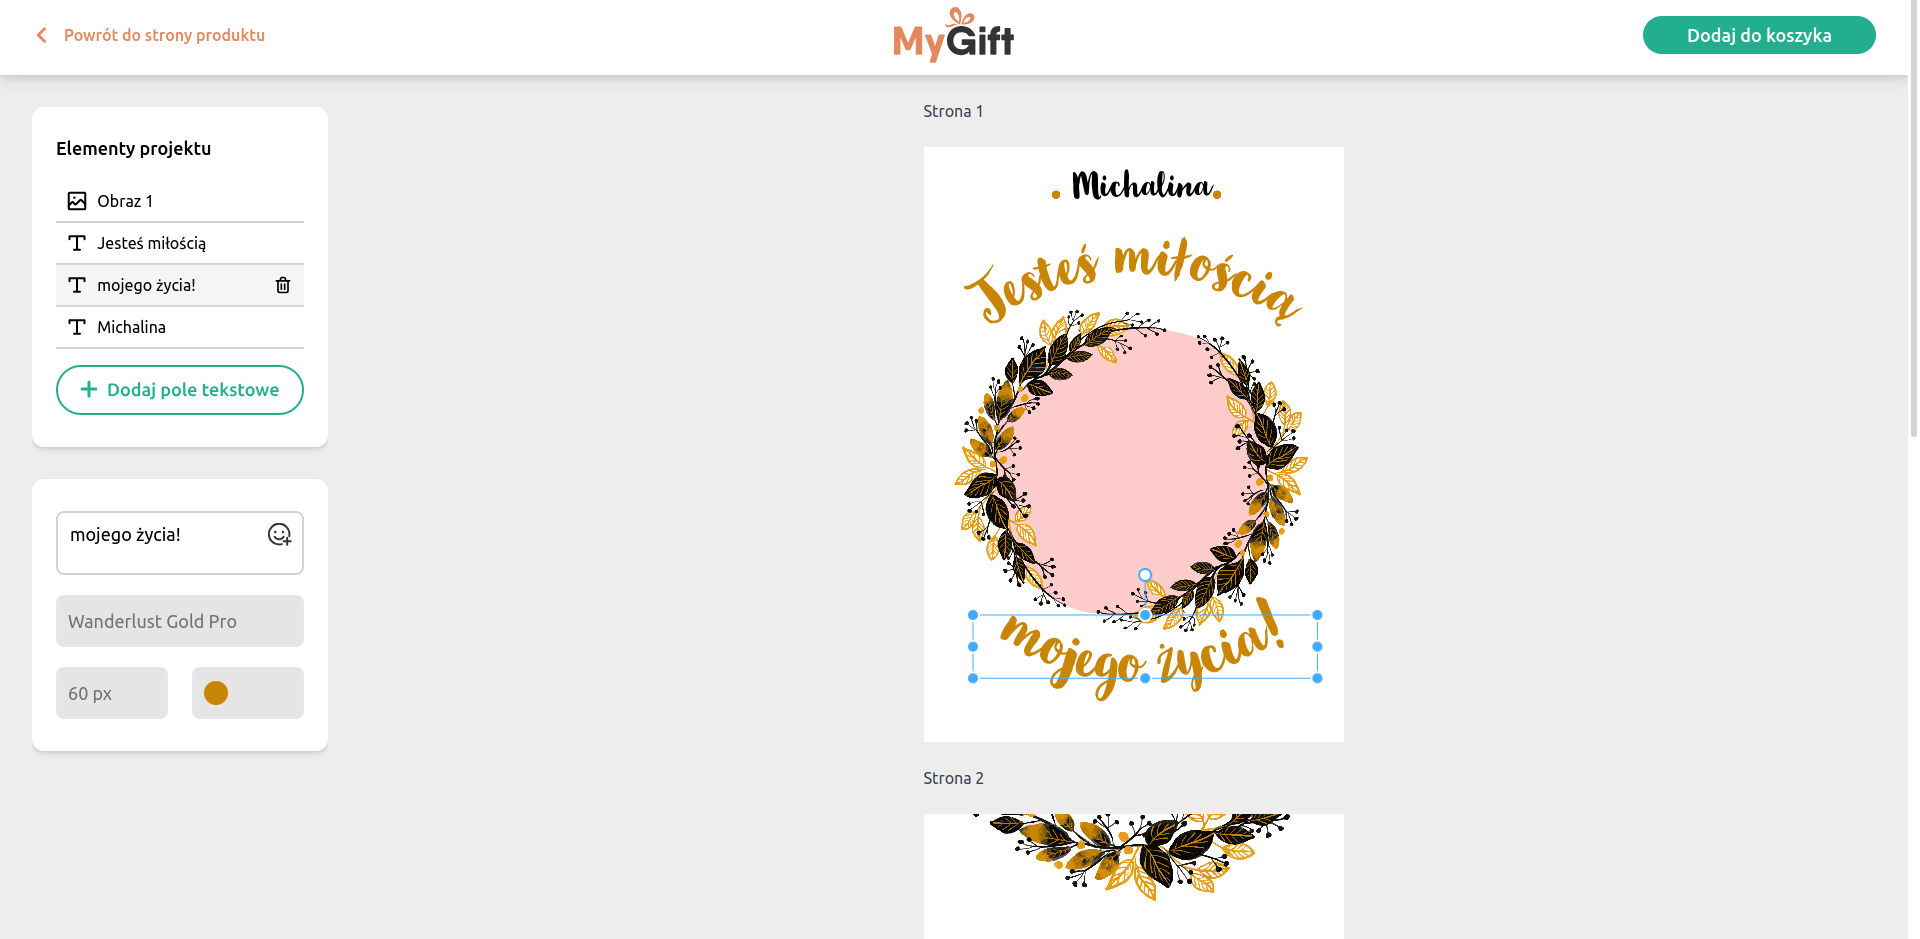 Powrót do strony produktu
MyGift
Dodaj do koszyka
Elementy projektu
Obraz 1
Jesteś miłością
mojego życia!
Michalina
Dodaj pole tekstowe
mojego życia!
Wanderlust Gold Pro
60 px
Strona 1
Michalina
Jesteś miłością
mojego życia!
Strona 2